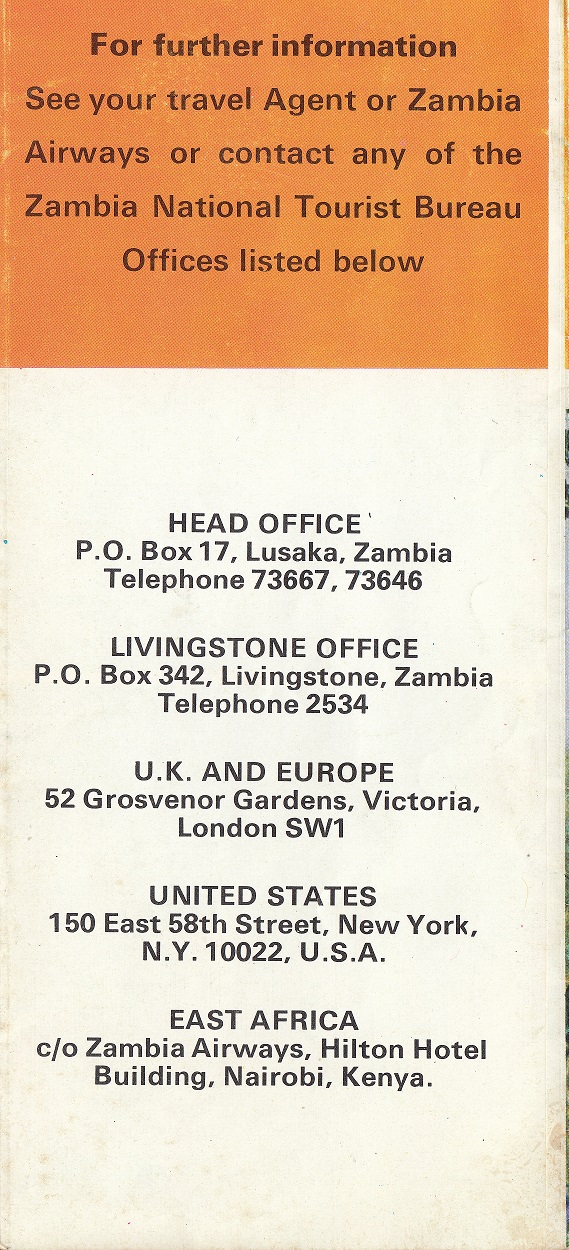 For further information
See your travel Agent or Zambia
Airways or contact any of the
Zambia National Tourist Bureau
Offices listed below
HEAD OFFICE
P.O. Box 17, Lusaka, Zambia
Telephone 73667, 73646
LIVINGSTONE OFFICE
P.O. Box 342, Livingstone, Zambia
Telephone 2534
U.K. AND EUROPE
52 Grosvenor Gardens, Victoria,
London SW1
UNITED STATES
150 East 58th Street, New York,
N.Y. 10022, U.S.A.
EAST AFRICA
c/o Zambia Airways, Hilton Hotel
Building, Nairobi, Kenya.